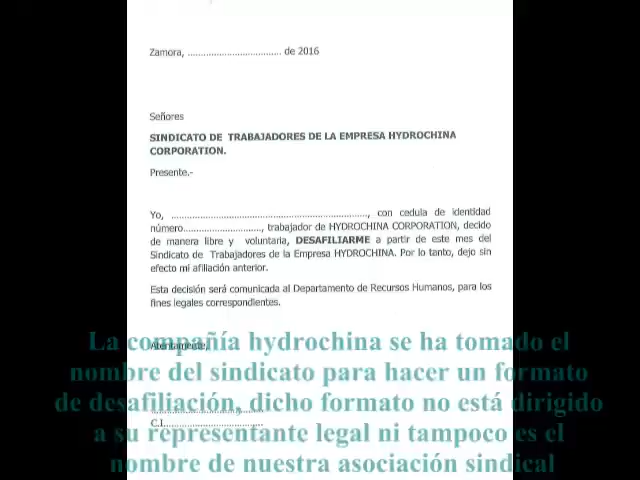 Zamora, .................................. de 2016
Señores
SINDICATO DE TRABAJADORES DE LA EMPRESA HYDROCHINA
CORPORATION.
Presente.-
Yo, ......................................................................, con cedula de identidad
número............................, trabajador de HYDROCHINA CORPORATION, decido
de manera libre y voluntaria, DESAFILIARME a partir de este mes del
Sindicato de Trabajadores de la Empresa HYDROCHINA. Por lo tanto, dejo sin
efecto mi afiliación anterior.
Esta decisión será comunicada al Departamento de Recursos Humanos, para los
fines legales correspondientes.
Atentamente,
La compañía hydrochina se ha tomado el
nombre del sindicato para hacer un formato
de desafiliación, dicho formato no está dirigido
a su representante legal ni tampoco es el
nombre de nuestra asociación sindical
C.I....................................